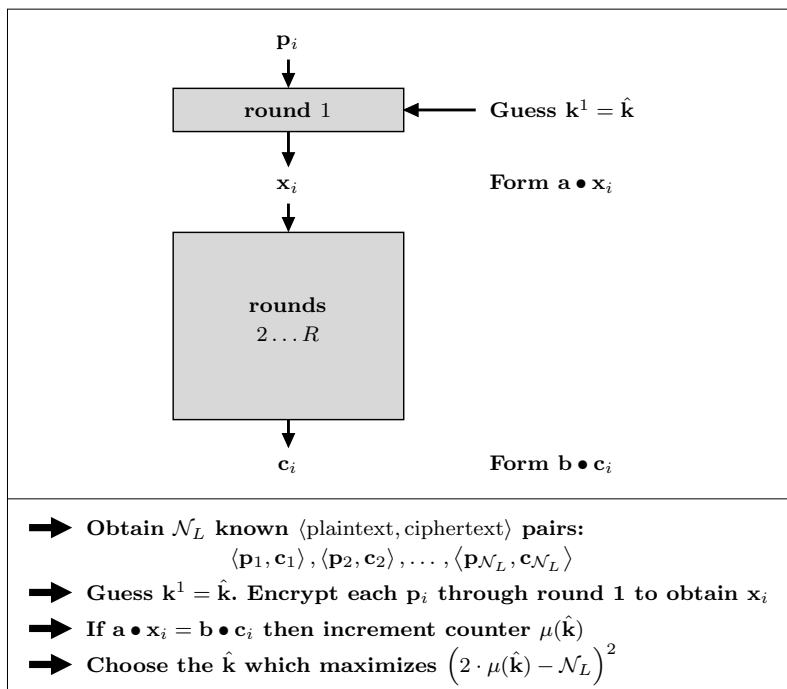 p_i
round 1
Guess k^1 = k̂
x_i
Form a • x_i
rounds
2 . . . R
c_i
Form b • c_i
Obtain 𝒩_L known ⟨plaintext, ciphertext⟩ pairs:
⟨p_1, c_1⟩ , ⟨p_2, c_2⟩ , . . . , ⟨p_{𝒩_L}, c_{𝒩_L}⟩
Guess k^1 = k̂. Encrypt each p_i through round 1 to obtain x_i
If a • x_i = b • c_i then increment counter μ(k̂)
Choose the k̂ which maximizes (2 · μ(k̂) − 𝒩_L)^2